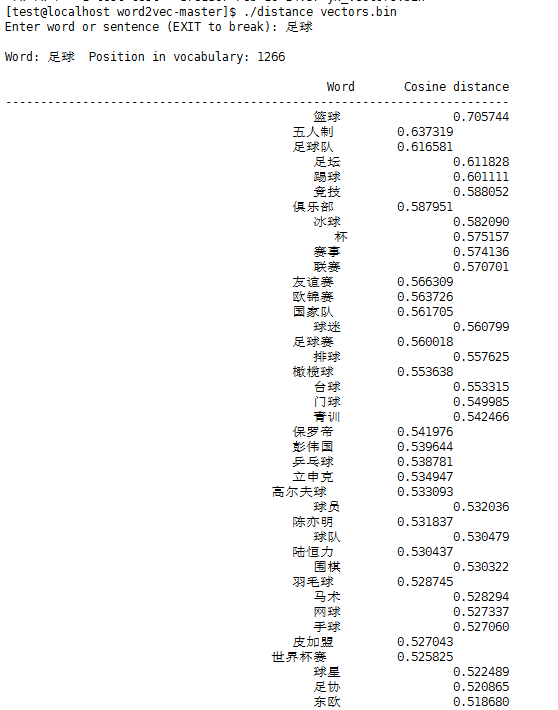 [test@localhost word2vec-master]$ ./distance vectors.bin
Enter word or sentence (EXIT to break): 足球
Word: 足球 Position in vocabulary: 1266
Word Cosine distance
------------------------------------------------------------------------
篮球 0.705744
五人制 0.637319
足球队 0.616581
足坛 0.611828
踢球 0.601111
竞技 0.588052
俱乐部 0.587951
冰球 0.582090
杯 0.575157
赛事 0.574136
联赛 0.570701
友谊赛 0.566309
欧锦赛 0.563726
国家队 0.561705
球迷 0.560799
足球赛 0.560018
排球 0.557625
橄榄球 0.553638
台球 0.553315
门球 0.549985
青训 0.542466
保罗帝 0.541976
彭伟国 0.539644
乒乓球 0.538781
立申克 0.534947
高尔夫球 0.533093
球员 0.532036
陈亦明 0.531837
球队 0.530479
陆恒力 0.530437
围棋 0.530322
羽毛球 0.528745
马术 0.528294
网球 0.527337
手球 0.527060
皮加盟 0.527043
世界杯赛 0.525825
球星 0.522489
足协 0.520865
东欧 0.518680